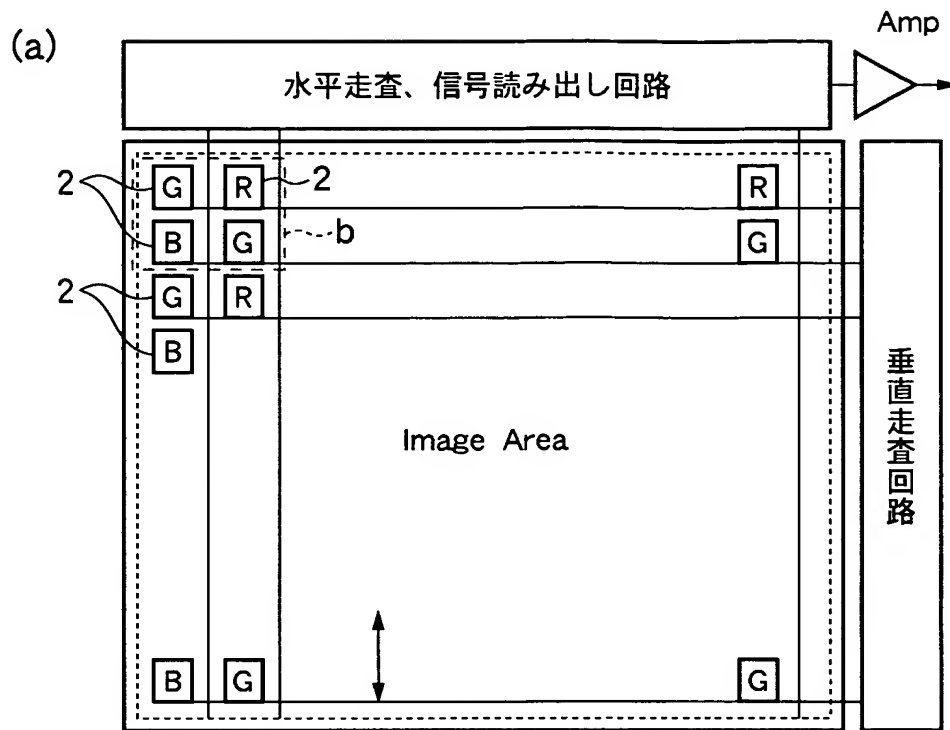 (a)
Amp
水平走査、信号読み出し回路
2 G R 2 R
B G b G
2 G R
B
Image Area
垂直走査回路
B G G